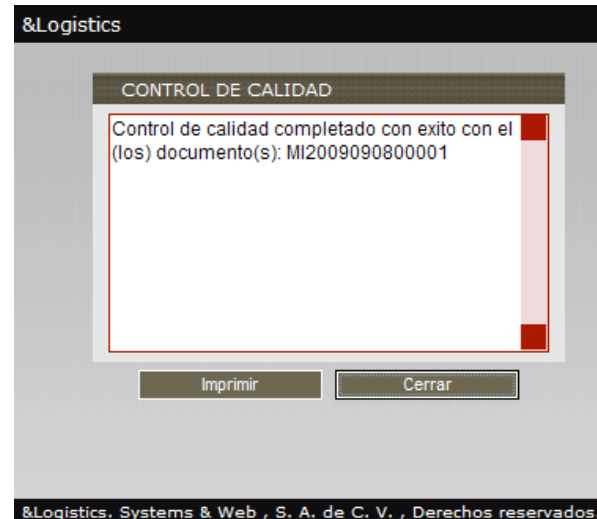 &Logistics
CONTROL DE CALIDAD
Control de calidad completado con exito con el
(los) documento(s): MI2009090800001
Imprimir
Cerrar
&Logistics. Systems & Web , S. A. de C. V. , Derechos reservados.